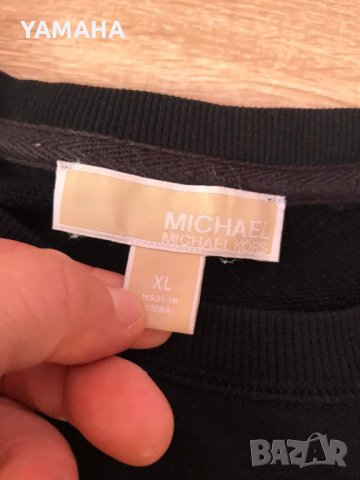 YAMAHA
MICHAEL
MICHAEL KORS
XL
MADE IN
CHINA
BAZAR